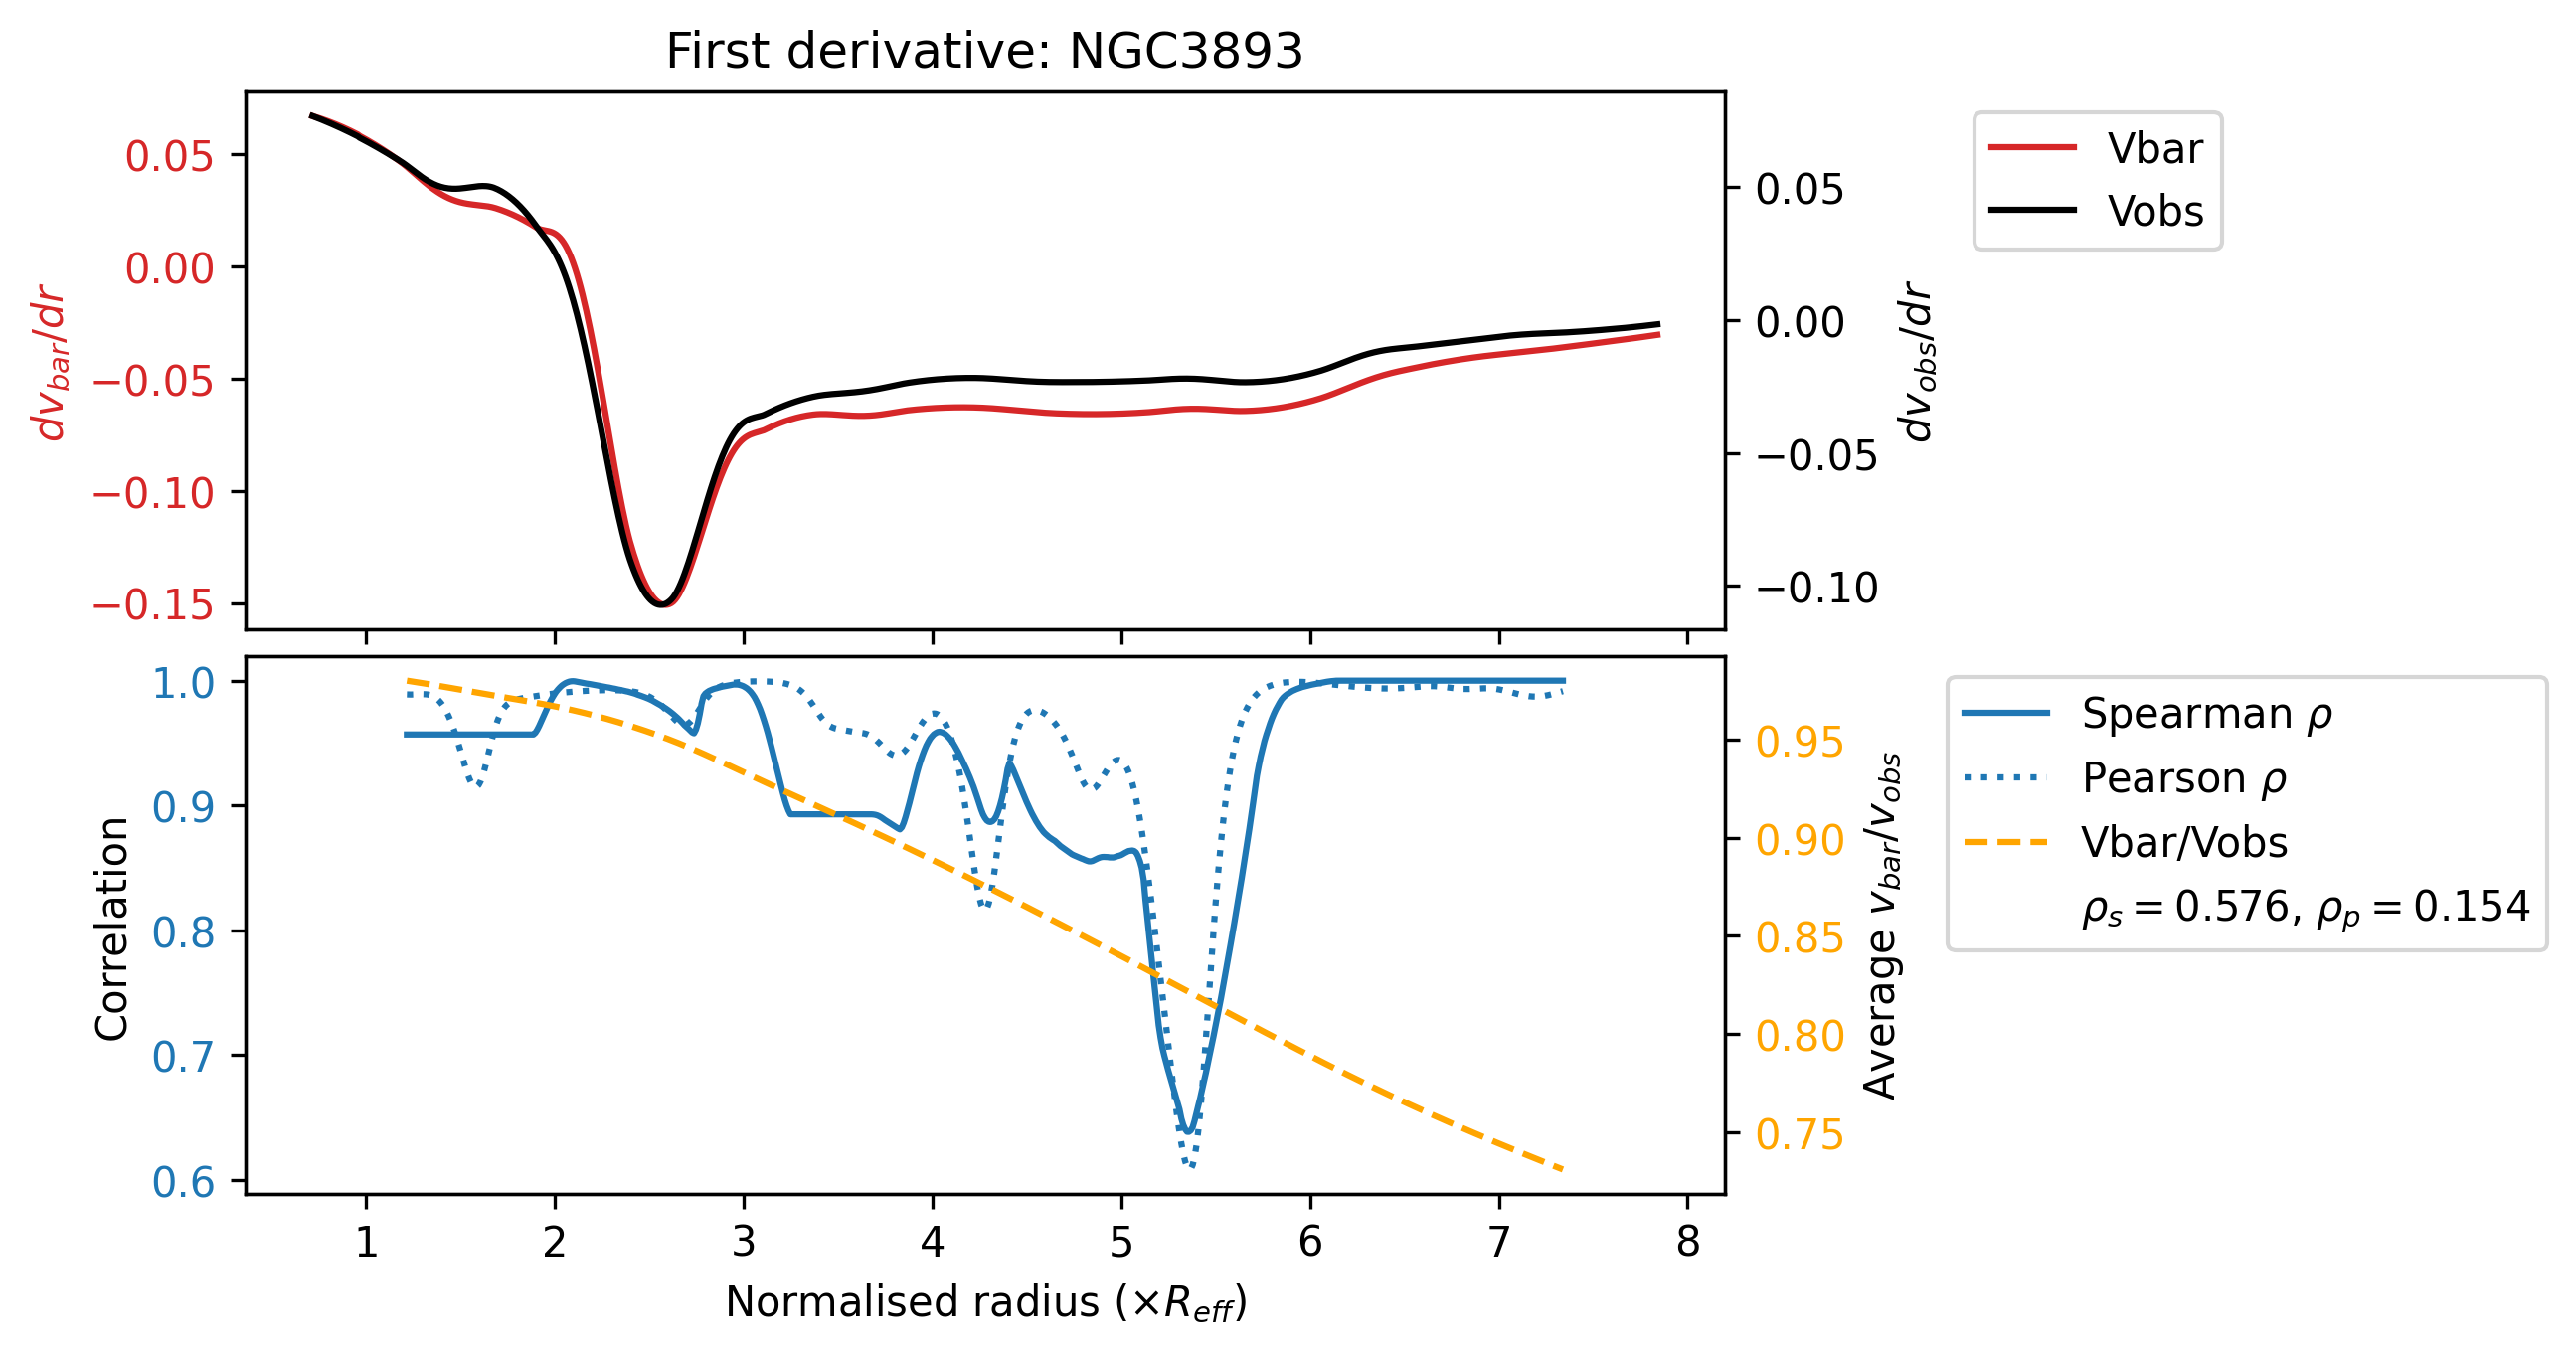 First derivative: NGC3893
0.05
0.00
−0.05
−0.10
−0.15
dv_bar/dr
0.05
0.00
−0.05
−0.10
dv_obs/dr
Vbar
Vobs
1.0
0.9
0.8
0.7
0.6
Correlation
0.95
0.90
0.85
0.80
0.75
Average v_bar/v_obs
Spearman ρ
Pearson ρ
Vbar/Vobs
ρ_s = 0.576, ρ_p = 0.154
1 2 3 4 5 6 7 8
Normalised radius (×R_eff)